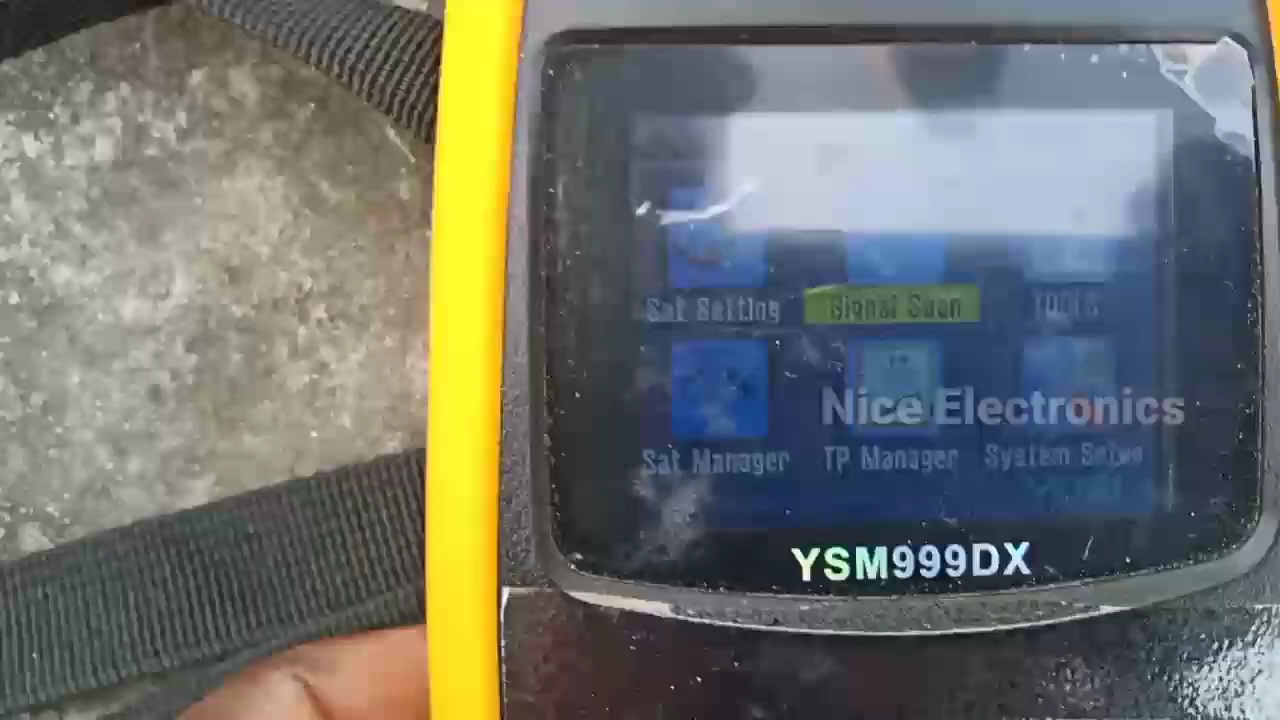 Sat Setting
Signal Scan
TOOLS
Sat Manager
TP Manager
System Setup
Nice Electronics
YSM999DX